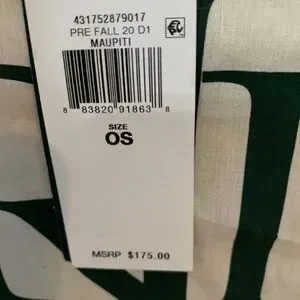 431752879017
PRE FALL 20 D1
MAUPITI
8 83820 91863 8
SIZE
OS
MSRP $175.00